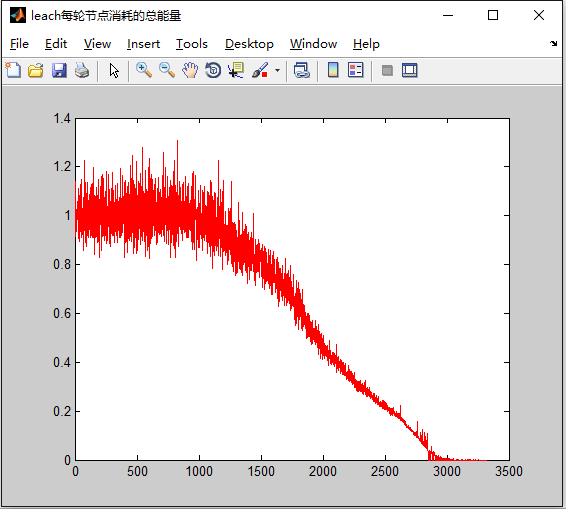 leach每轮节点消耗的总能量
File Edit View Insert Tools Desktop Window Help
1.4
1.2
1
0.8
0.6
0.4
0.2
0
0 500 1000 1500 2000 2500 3000 3500